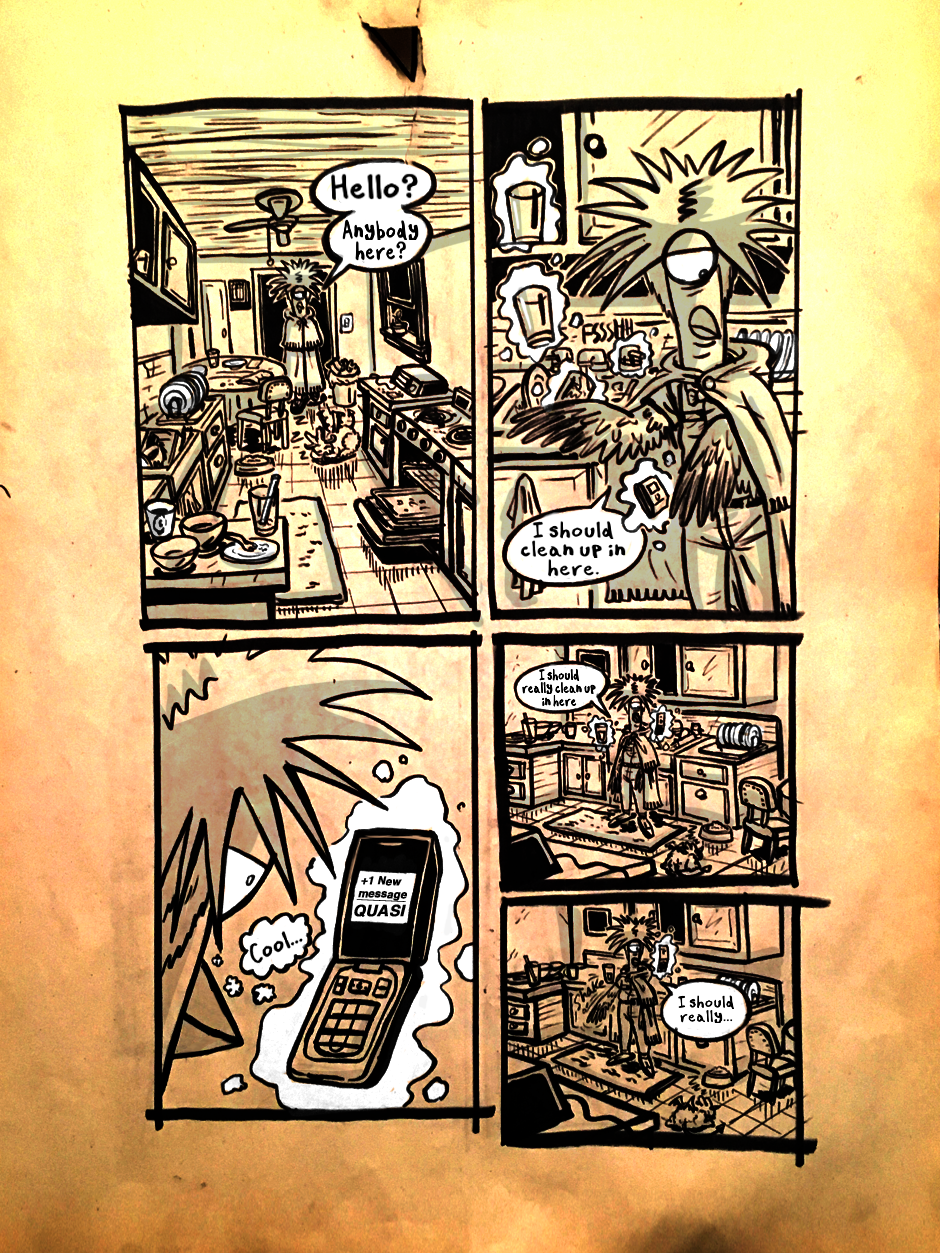 Hello?
Anybody
here?
FSSSHH
I should
clean up in
here.
+1 New
message
QUASI
Cool...
I should
really clean up
in here
I should
really...